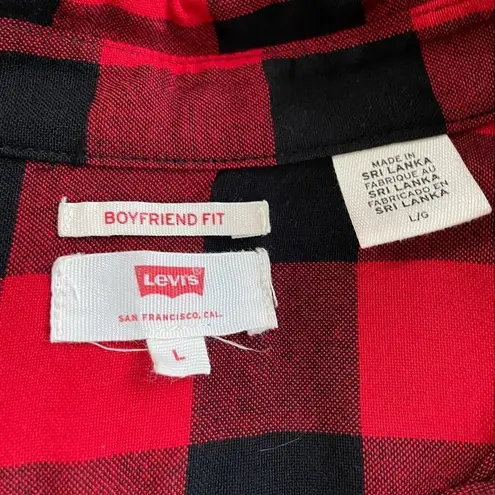 BOYFRIEND FIT
LEVI'S
SAN FRANCISCO, CAL.
L
MADE IN
SRI LANKA
FABRIQUE AU
SRI LANKA
FABRICADO EN
SRI LANKA
L/G